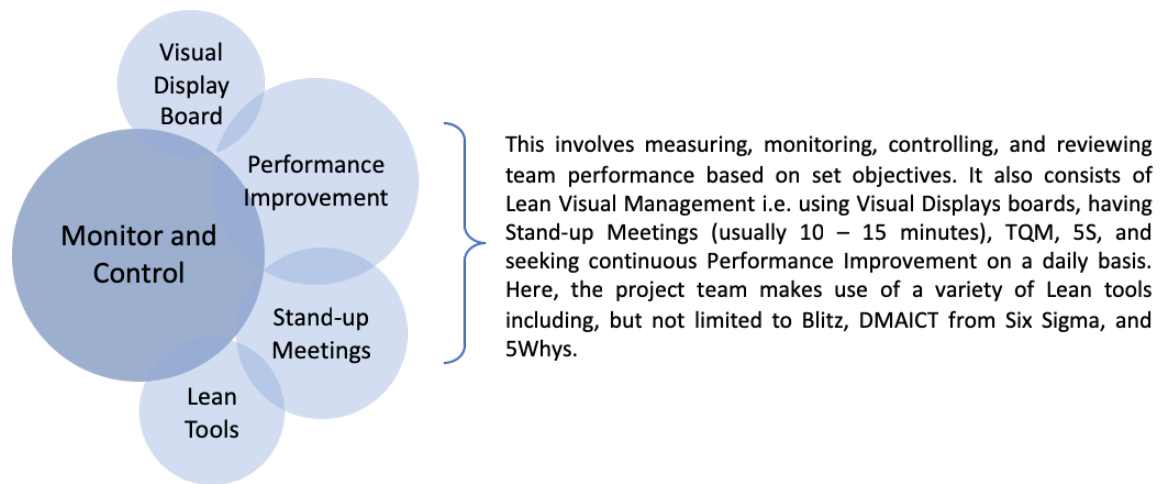 Visual
Display
Board
Performance
Improvement
Monitor and
Control
Stand-up
Meetings
Lean
Tools
This involves measuring, monitoring, controlling, and reviewing
team performance based on set objectives. It also consists of
Lean Visual Management i.e. using Visual Displays boards, having
Stand-up Meetings (usually 10 – 15 minutes), TQM, 5S, and
seeking continuous Performance Improvement on a daily basis.
Here, the project team makes use of a variety of Lean tools
including, but not limited to Blitz, DMAICT from Six Sigma, and
5Whys.